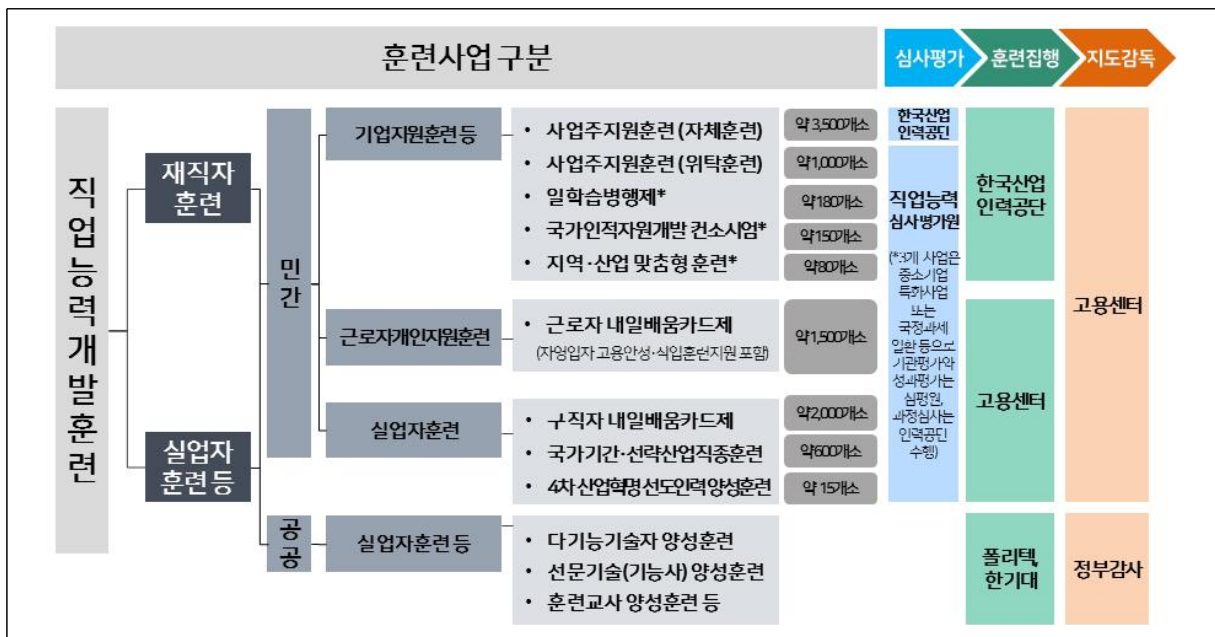 훈련사업 구분
심사평가
훈련집행
지도감독
직업능력개발훈련
재직자
훈련
실업자
훈련 등
민간
공공
기업지원훈련 등
• 사업주지원훈련 (자체훈련)
• 사업주지원훈련 (위탁훈련)
• 일학습병행제*
• 국가인적자원개발 컨소시엄*
• 지역·산업 맞춤형 훈련*
약 3,500개소
약1,000개소
약180개소
약150개소
약80개소
근로자개인지원훈련
• 근로자 내일배움카드제
(자영업자 고용안성·식입훈련지원 포함)
약1,500개소
실업자훈련
• 구직자 내일배움카드제
• 국가기간·선략산업직종훈련
• 4차 산업혁명 선도인력 양성훈련
약2,000개소
약600개소
약 15개소
실업자훈련 등
• 다기능기술자 양성훈련
• 선문기술(기능사) 양성훈련
• 훈련교사 양성훈련 등
한국산업
인력공단
직업능력
심사평가원
(*3개 사업은
중소기업
특화사업
또는
국정과세
일환 등으로
기관평가와
성과평가는
심평원,
과정심사는
인력공단
수행)
한국산업
인력공단
고용센터
폴리텍,
한기대
고용센터
정부감사